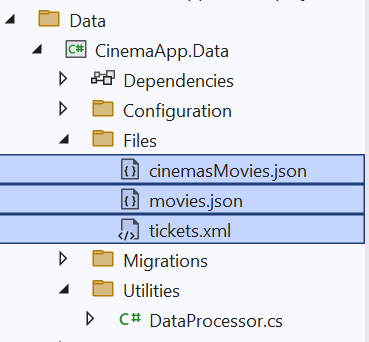 Data
CinemaApp.Data
Dependencies
Configuration
Files
cinemasMovies.json
movies.json
tickets.xml
Migrations
Utilities
DataProcessor.cs